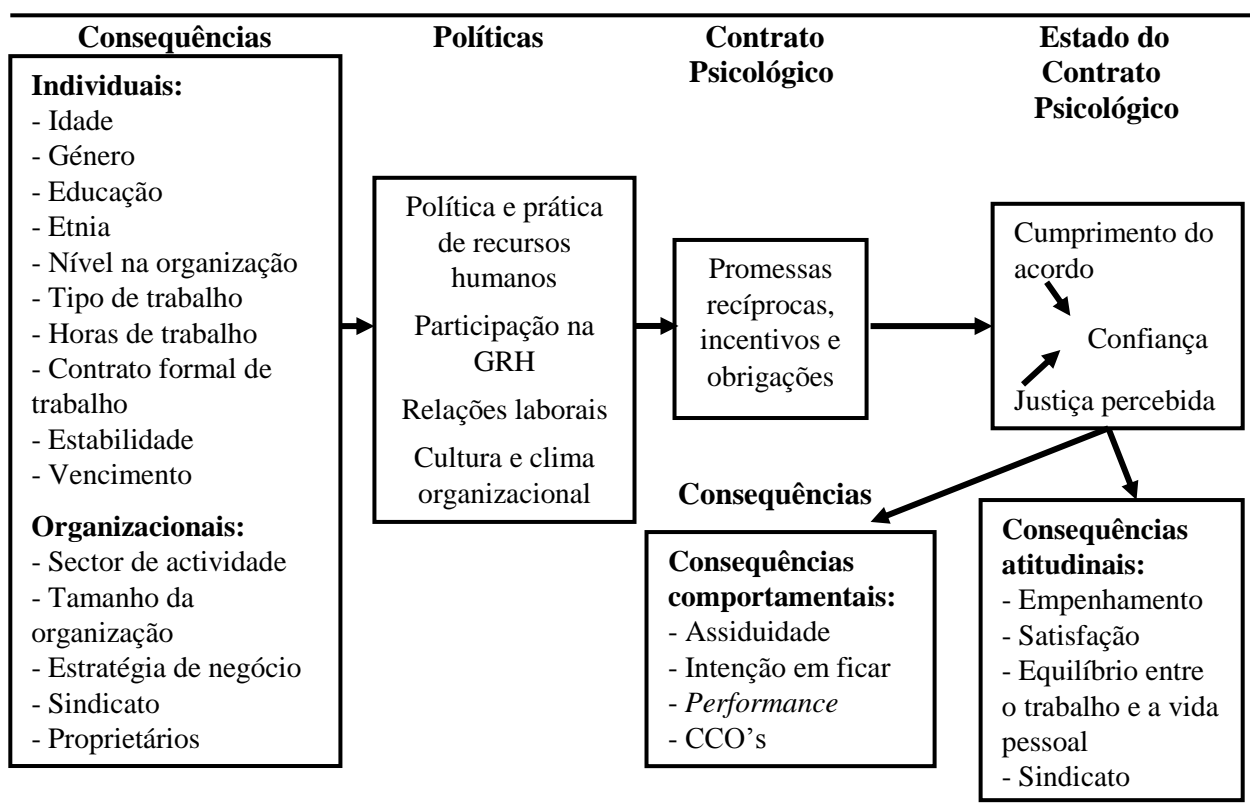 Consequências
Individuais:
- Idade
- Género
- Educação
- Etnia
- Nível na organização
- Tipo de trabalho
- Horas de trabalho
- Contrato formal de
trabalho
- Estabilidade
- Vencimento
Organizacionais:
- Sector de actividade
- Tamanho da
organização
- Estratégia de negócio
- Sindicato
- Proprietários
Políticas
Política e prática
de recursos
humanos
Participação na
GRH
Relações laborais
Cultura e clima
organizacional
Contrato
Psicológico
Promessas
recíprocas,
incentivos e
obrigações
Estado do
Contrato
Psicológico
Cumprimento do
acordo
Confiança
Justiça percebida
Consequências
Consequências
comportamentais:
- Assiduidade
- Intenção em ficar
- Performance
- CCO’s
Consequências
atitudinais:
- Empenhamento
- Satisfação
- Equilíbrio entre
o trabalho e a vida
pessoal
- Sindicato